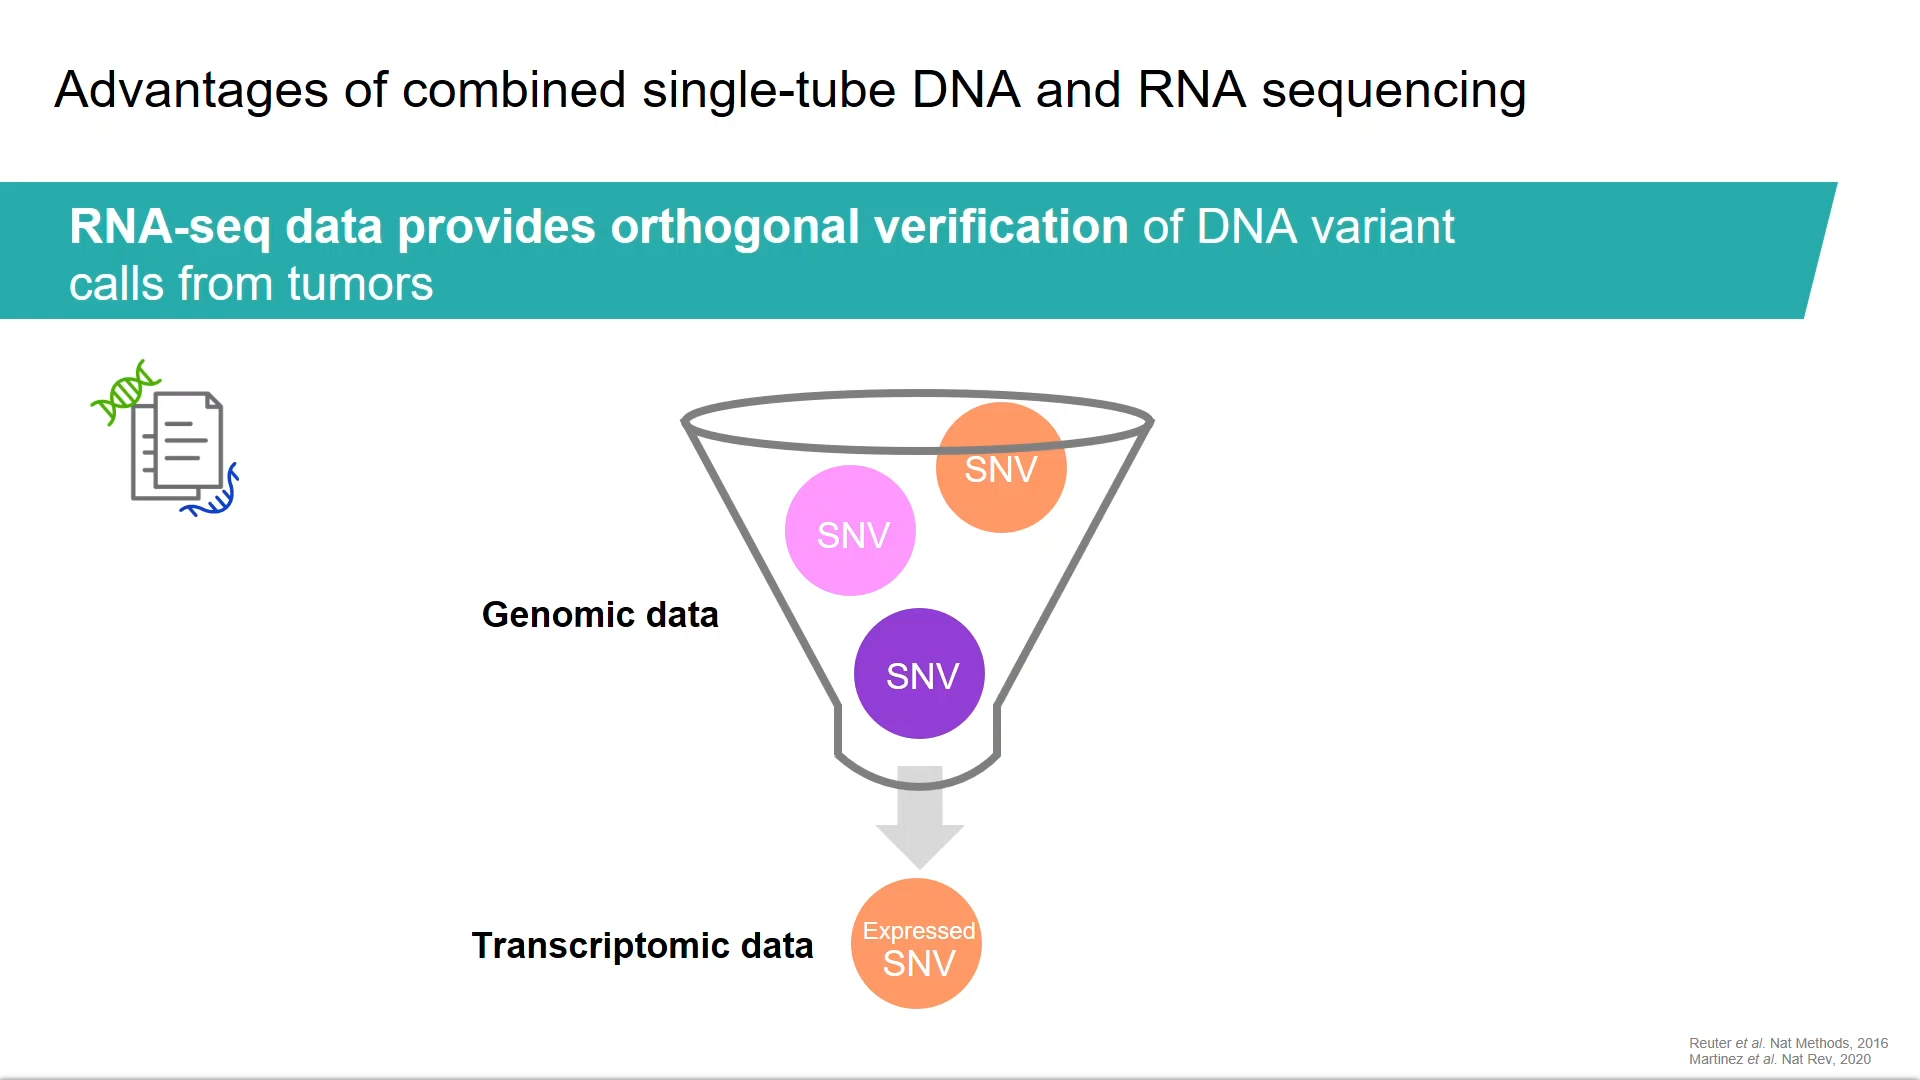 Advantages of combined single-tube DNA and RNA sequencing
RNA-seq data provides orthogonal verification of DNA variant
calls from tumors
SNV
SNV
Genomic data
SNV
Transcriptomic data
Expressed
SNV
Reuter et al. Nat Methods, 2016
Martinez et al. Nat Rev, 2020